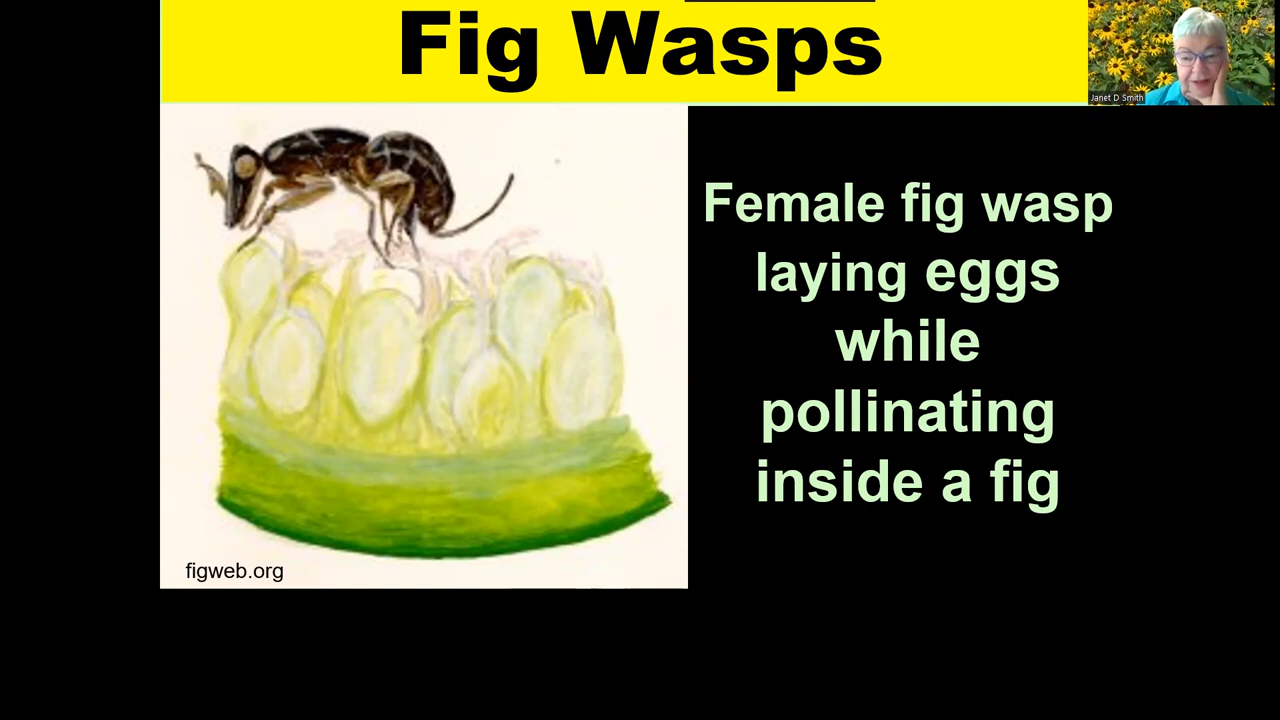 Fig Wasps
Janet D Smith
Female fig wasp
laying eggs
while
pollinating
inside a fig
figweb.org